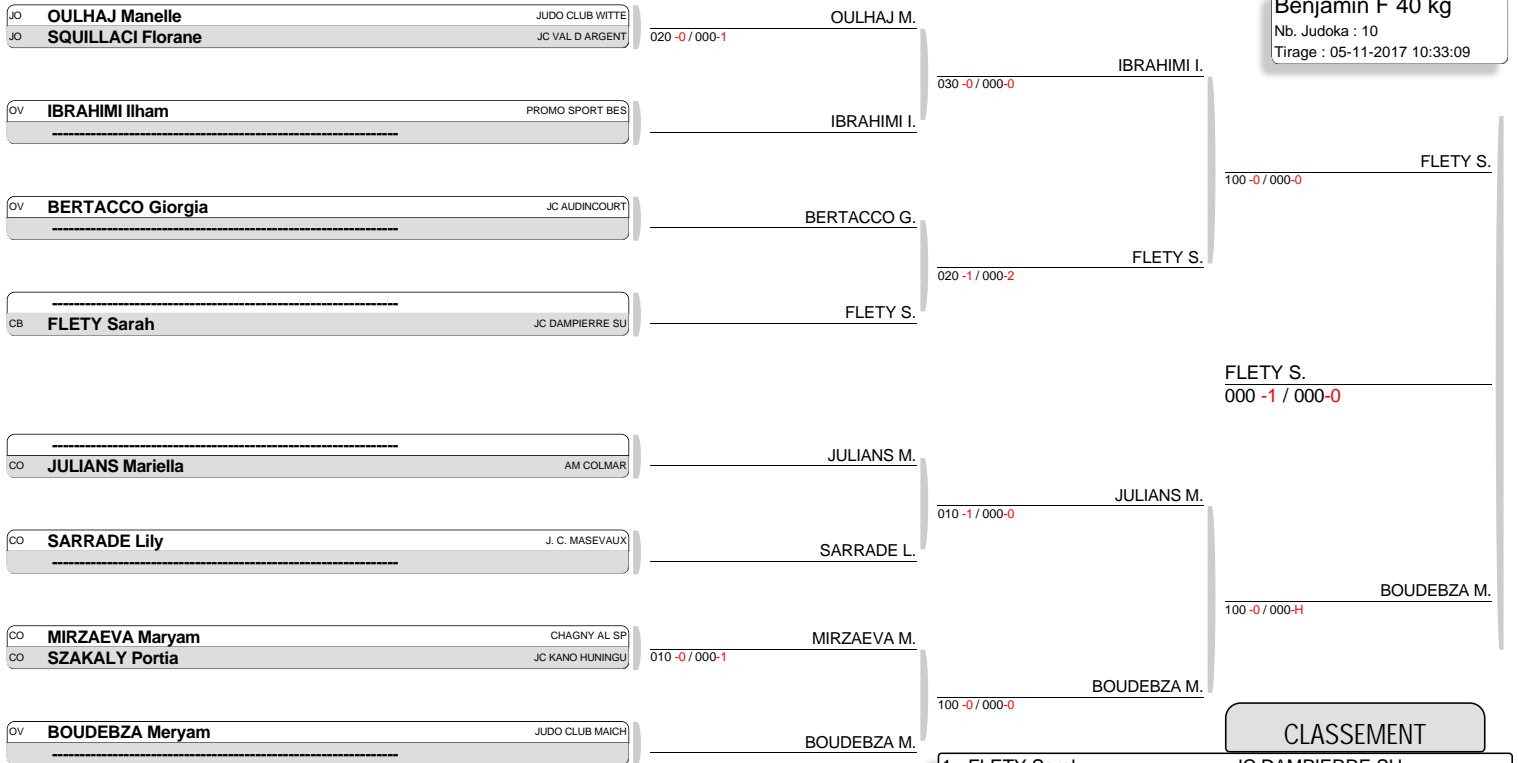 Benjamin F 40 kg
Nb. Judoka : 10
Tirage : 05-11-2017 10:33:09
JO OULHAJ Manelle JUDO CLUB WITTE
JO SQUILLACI Florane JC VAL D ARGENT
OULHAJ M.
020 -0 / 000-1
IBRAHIMI I.
030 -0 / 000-0
OV IBRAHIMI Ilham PROMO SPORT BES
----------------------------------------------------------------
IBRAHIMI I.
FLETY S.
100 -0 / 000-0
OV BERTACCO Giorgia JC AUDINCOURT
----------------------------------------------------------------
BERTACCO G.
FLETY S.
020 -1 / 000-2
----------------------------------------------------------------
CB FLETY Sarah JC DAMPIERRE SU
FLETY S.
FLETY S.
000 -1 / 000-0
----------------------------------------------------------------
CO JULIANS Mariella AM COLMAR
JULIANS M.
JULIANS M.
010 -1 / 000-0
CO SARRADE Lily J. C. MASEVAUX
----------------------------------------------------------------
SARRADE L.
BOUDEBZA M.
100 -0 / 000-H
CO MIRZAEVA Maryam CHAGNY AL SP
CO SZAKALY Portia JC KANO HUNINGU
MIRZAEVA M.
010 -0 / 000-1
BOUDEBZA M.
100 -0 / 000-0
OV BOUDEBZA Meryam JUDO CLUB MAICH
----------------------------------------------------------------
BOUDEBZA M.
CLASSEMENT
1 FLETY Sarah JC DAMPIERRE SU